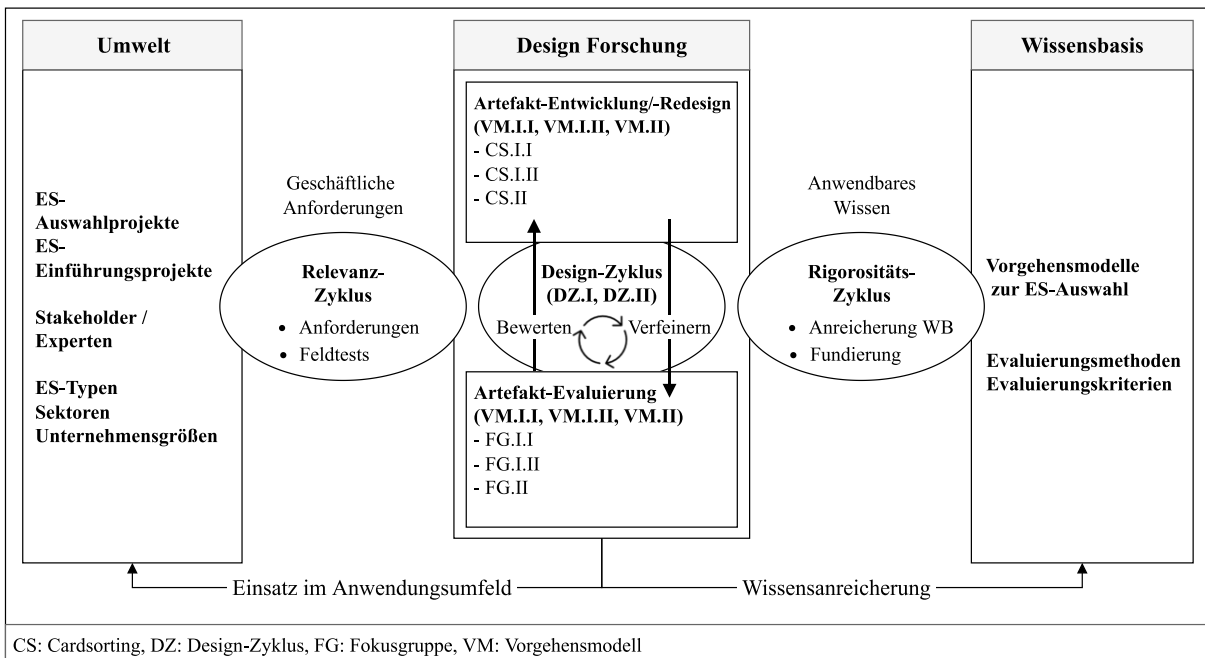 Umwelt
ES-
Auswahlprojekte
ES-
Einführungsprojekte
Stakeholder /
Experten
ES-Typen
Sektoren
Unternehmensgrößen
Geschäftliche
Anforderungen
Relevanz-
Zyklus
• Anforderungen
• Feldtests
Design Forschung
Artefakt-Entwicklung/-Redesign
(VM.I.I, VM.I.II, VM.II)
- CS.I.I
- CS.I.II
- CS.II
Design-Zyklus
(DZ.I, DZ.II)
Bewerten Verfeinern
Artefakt-Evaluierung
(VM.I.I, VM.I.II, VM.II)
- FG.I.I
- FG.I.II
- FG.II
Anwendbares
Wissen
Rigorositäts-
Zyklus
• Anreicherung WB
• Fundierung
Wissensbasis
Vorgehensmodelle
zur ES-Auswahl
Evaluierungsmethoden
Evaluierungskriterien
Einsatz im Anwendungsumfeld
Wissensanreicherung
CS: Cardsorting, DZ: Design-Zyklus, FG: Fokusgruppe, VM: Vorgehensmodell